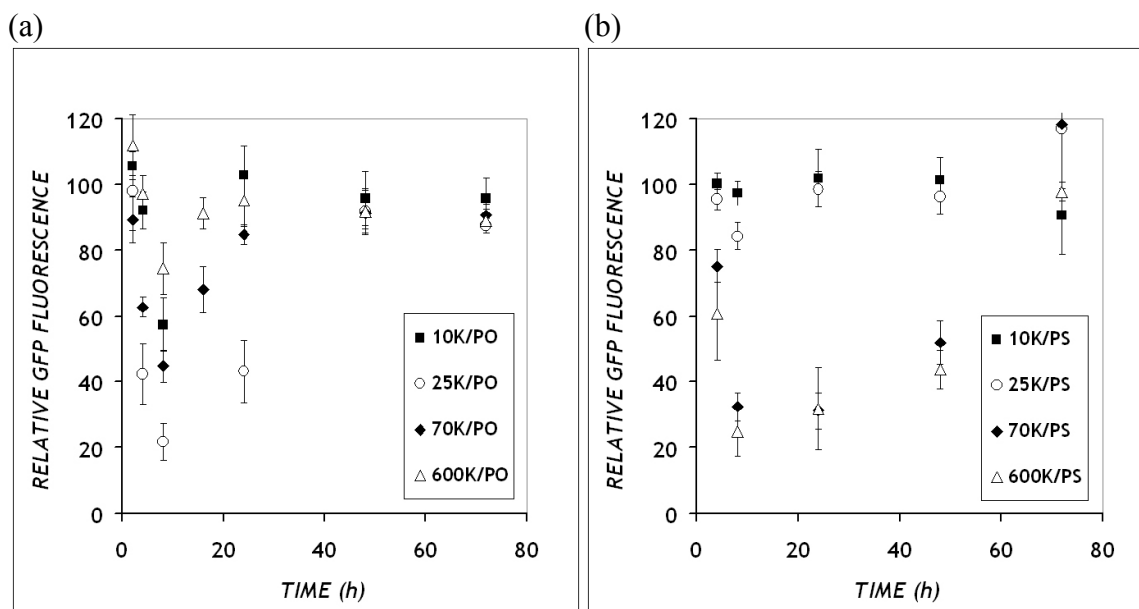 (a)
RELATIVE GFP FLUORESCENCE
120
100
80
60
40
20
0
0 20 40 60 80
TIME (h)
10K/PO
25K/PO
70K/PO
600K/PO
(b)
RELATIVE GFP FLUORESCENCE
120
100
80
60
40
20
0
0 20 40 60 80
TIME (h)
10K/PS
25K/PS
70K/PS
600K/PS